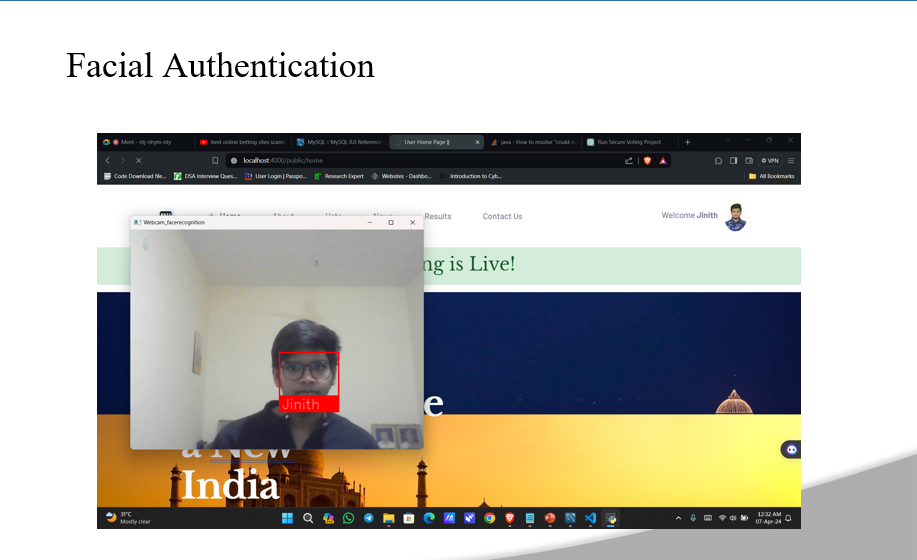 Facial Authentication
Meet - ntj-nhym-nty
best online betting sites scams
MySQL :: MySQL 8.0 Reference
User Home Page ||
java - How to resolve "could no
Run Secure Voting Project
localhost:4000/public/home
VPN
Code Download file...
DSA Interview Ques...
User Login | Passpo...
Research Expert
Websites - Dashbo...
Introduction to Cyb...
All Bookmarks
Home
About
Vote
News
Results
Contact Us
Welcome Jinith
Webcam_facerecognition
ng is Live!
Jinith
e
a New
India
31°C
Mostly clear
12:32 AM
07-Apr-24